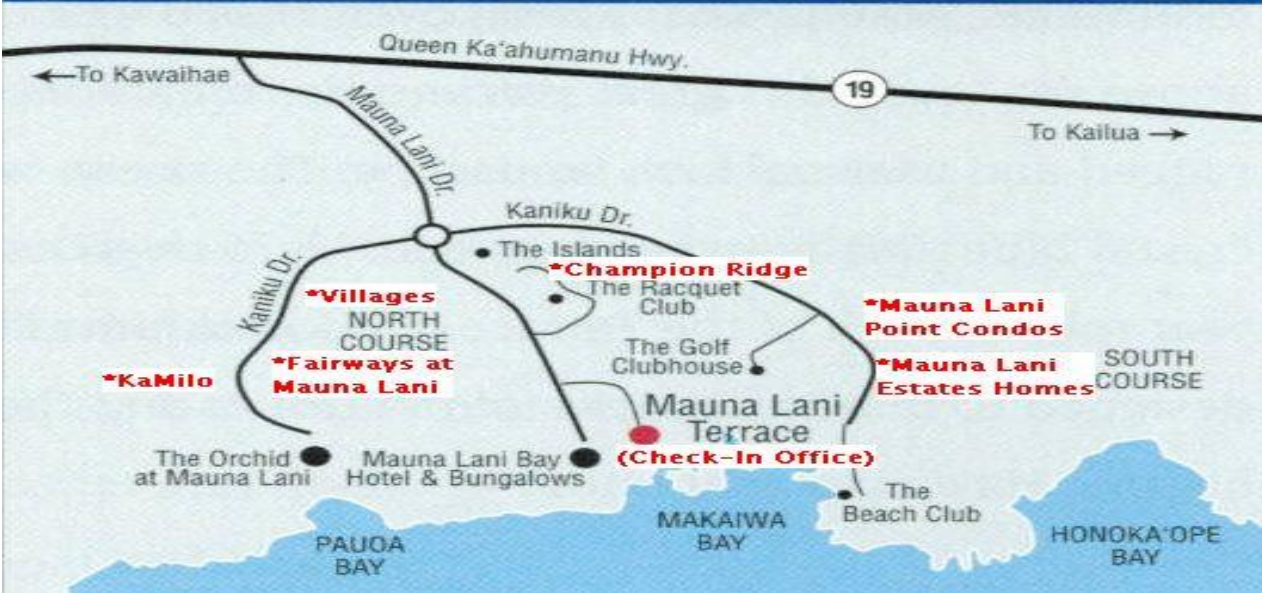 Queen Ka'ahumanu Hwy.
←To Kawaihae
19
To Kailua →
Mauna Lani Dr.
Kaniku Dr.
The Islands
*Champion Ridge
The Racquet
Club
Kaniku Dr.
*Villages
NORTH
COURSE
*Fairways at
Mauna Lani
*KaMilo
*Mauna Lani
Point Condos
The Golf
Clubhouse
*Mauna Lani
Estates Homes
SOUTH
COURSE
Mauna Lani
Terrace
(Check-In Office)
The Orchid
at Mauna Lani
Mauna Lani Bay
Hotel & Bungalows
The
Beach Club
PAUOA
BAY
MAKAIWA
BAY
HONOKA'OPE
BAY